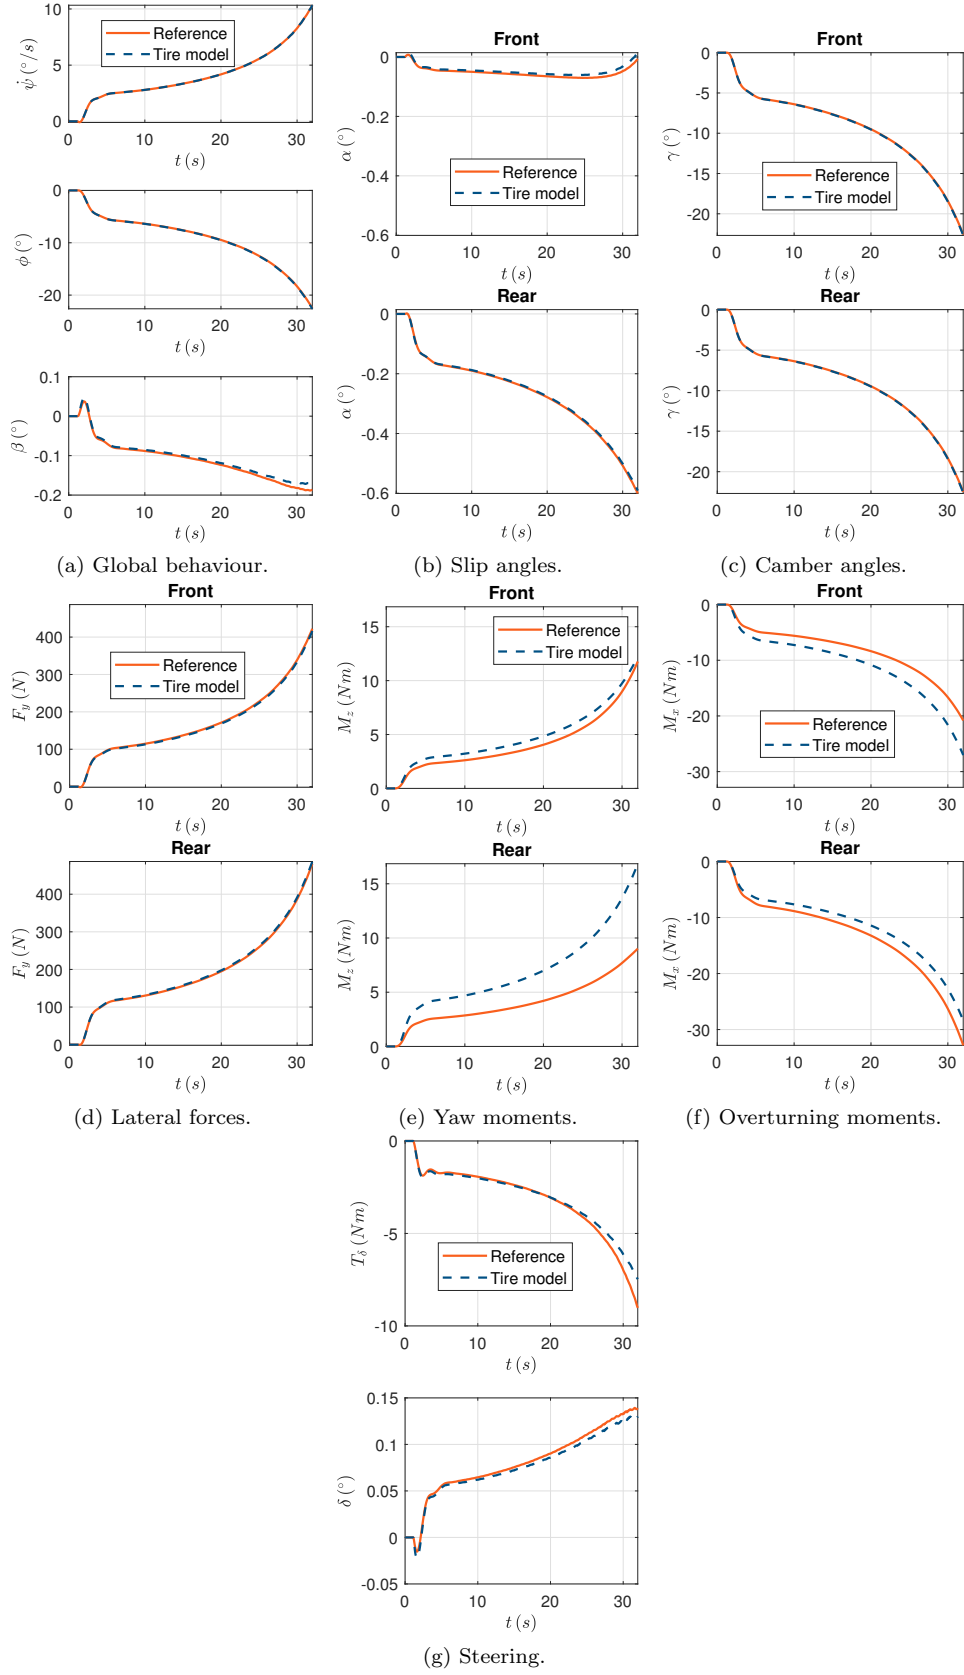 10
5
0
ψ̇ (°/s)
Reference
Tire model
0 10 20 30
t (s)
0
-10
-20
ϕ (°)
0 10 20 30
t (s)
0.1
0
-0.1
-0.2
β (°)
0 10 20 30
t (s)
(a) Global behaviour.
Front
0
-0.2
-0.4
-0.6
α (°)
Reference
Tire model
0 10 20 30
t (s)
Rear
0
-0.2
-0.4
-0.6
α (°)
0 10 20 30
t (s)
(b) Slip angles.
Front
0
-5
-10
-15
-20
γ (°)
Reference
Tire model
0 10 20 30
t (s)
Rear
0
-5
-10
-15
-20
γ (°)
0 10 20 30
t (s)
(c) Camber angles.
Front
400
300
200
100
0
F_y (N)
Reference
Tire model
0 10 20 30
t (s)
Rear
400
300
200
100
0
F_y (N)
0 10 20 30
t (s)
(d) Lateral forces.
Front
15
10
5
0
M_z (Nm)
Reference
Tire model
0 10 20 30
t (s)
Rear
15
10
5
0
M_z (Nm)
0 10 20 30
t (s)
(e) Yaw moments.
Front
0
-10
-20
-30
M_x (Nm)
Reference
Tire model
0 10 20 30
t (s)
Rear
0
-10
-20
-30
M_x (Nm)
0 10 20 30
t (s)
(f) Overturning moments.
0
-5
-10
T_δ (Nm)
Reference
Tire model
0 10 20 30
t (s)
0.15
0.1
0.05
0
-0.05
δ (°)
0 10 20 30
t (s)
(g) Steering.